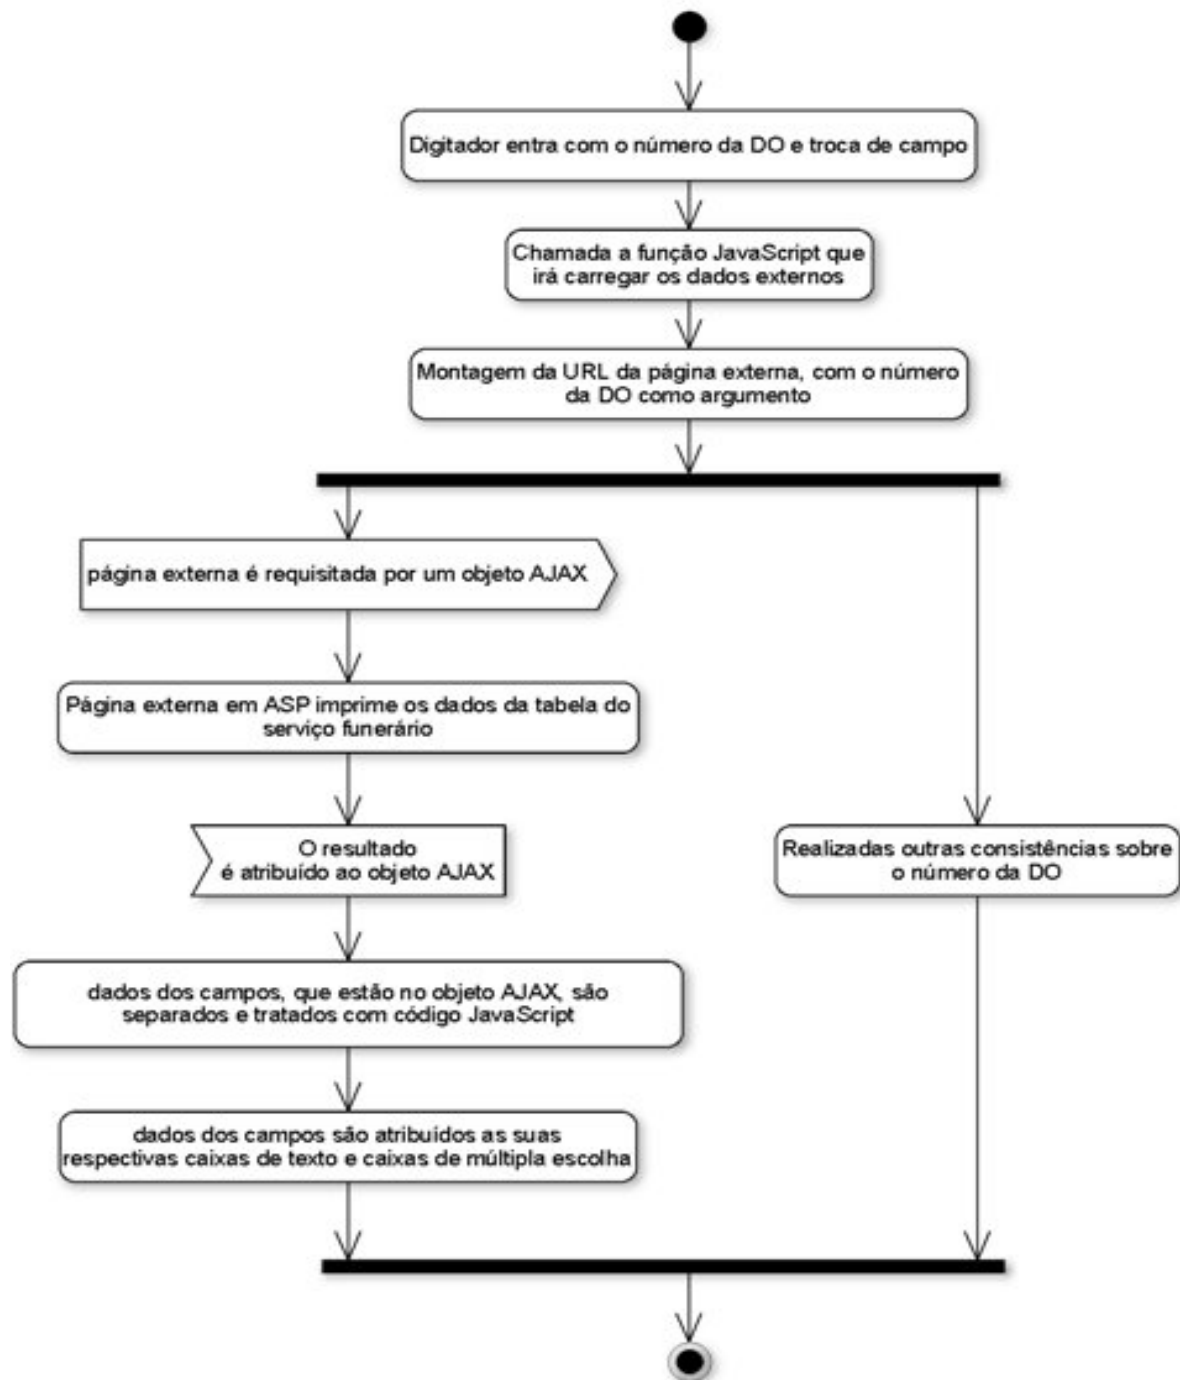 Digitador entra com o número da DO e troca de campo
Chamada a função JavaScript que
irá carregar os dados externos
Montagem da URL da página externa, com o número
da DO como argumento
página externa é requisitada por um objeto AJAX
Página externa em ASP imprime os dados da tabela do
serviço funerário
O resultado
é atribuído ao objeto AJAX
Realizadas outras consistências sobre
o número da DO
dados dos campos, que estão no objeto AJAX, são
separados e tratados com código JavaScript
dados dos campos são atribuídos as suas
respectivas caixas de texto e caixas de múltipla escolha